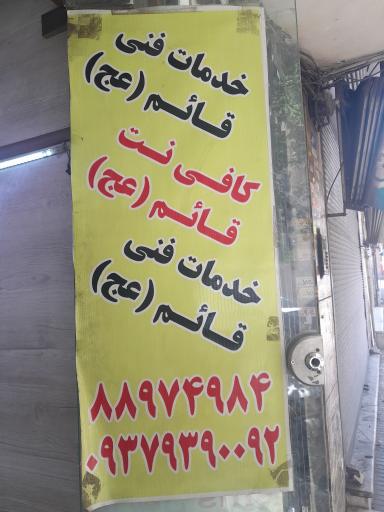 خدمات فنی
قائم (عج)
کافی نت
قائم (عج)
خدمات فنی
قائم (عج)
۸۸۹۷۴۹۸۴
۰۹۳۷۹۳۹۰۰۹۲